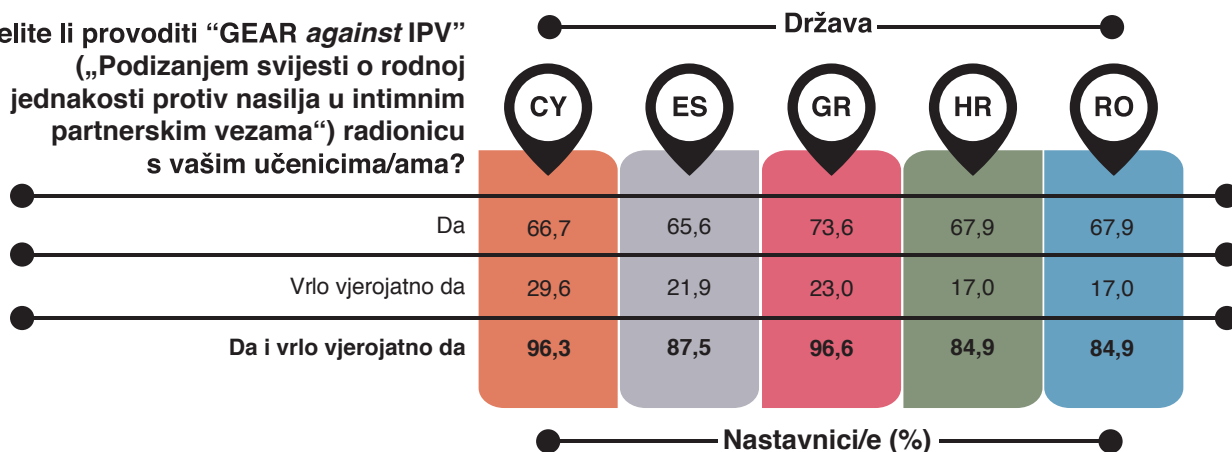 elite li provoditi “GEAR against IPV”
(„Podizanjem svijesti o rodnoj
jednakosti protiv nasilja u intimnim
partnerskim vezama“) radionicu
s vašim učenicima/ama?
Država
CY ES GR HR RO
Da 66,7 65,6 73,6 67,9 67,9
Vrlo vjerojatno da 29,6 21,9 23,0 17,0 17,0
Da i vrlo vjerojatno da 96,3 87,5 96,6 84,9 84,9
Nastavnici/e (%)